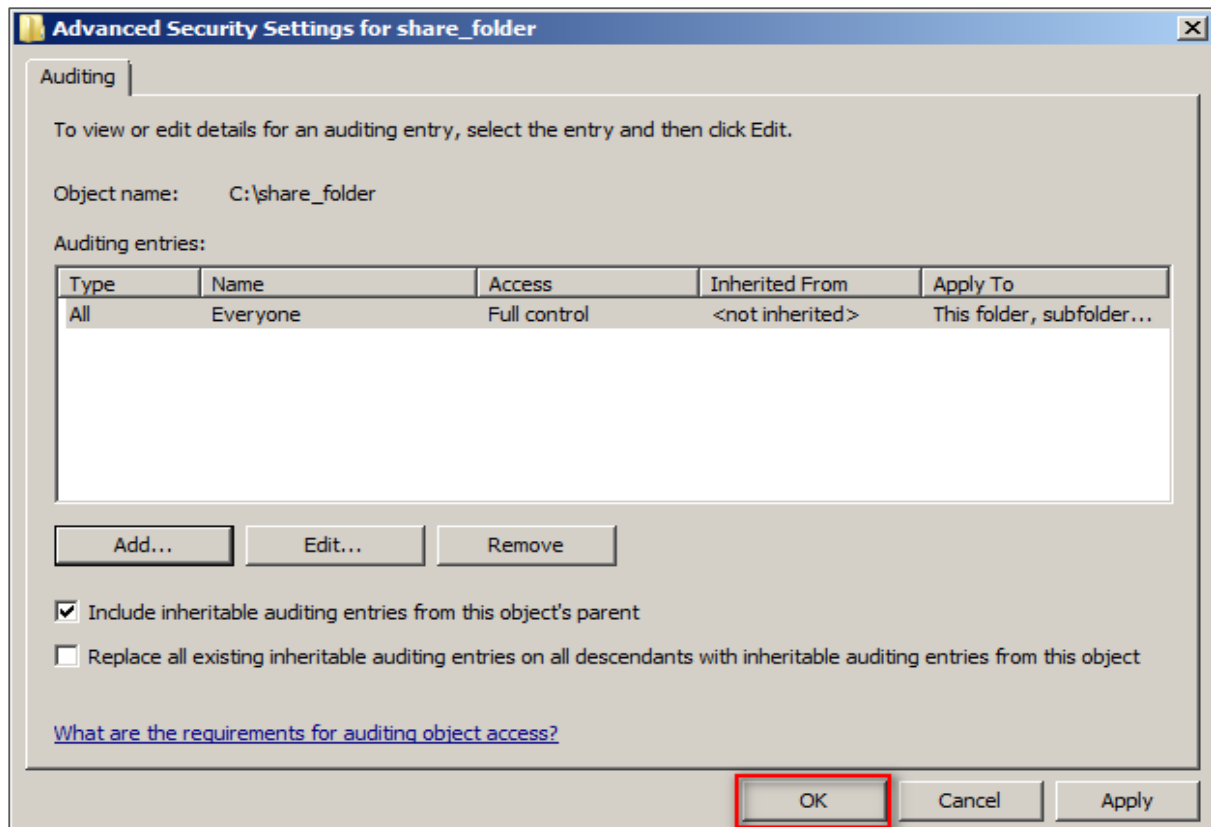 Advanced Security Settings for share_folder
Auditing
To view or edit details for an auditing entry, select the entry and then click Edit.
Object name: C:\share_folder
Auditing entries:
Type Name Access Inherited From Apply To
All Everyone Full control <not inherited> This folder, subfolder...
Add... Edit... Remove
Include inheritable auditing entries from this object's parent
Replace all existing inheritable auditing entries on all descendants with inheritable auditing entries from this object
What are the requirements for auditing object access?
OK Cancel Apply